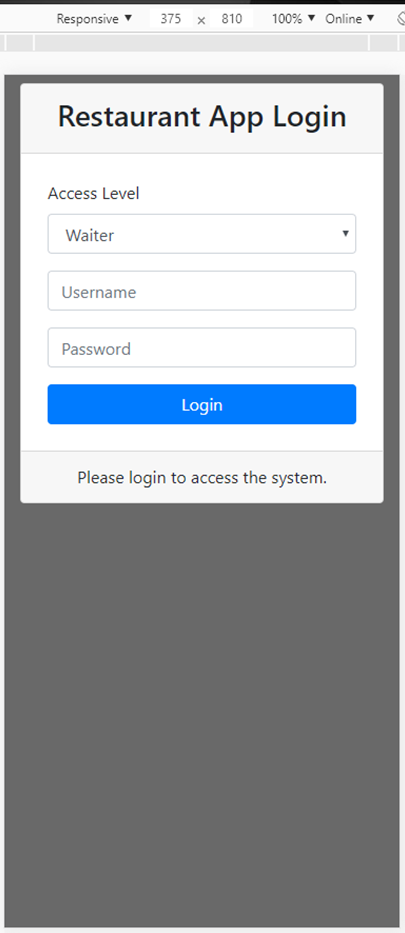 Responsive ▼ 375 × 810 100% ▼ Online ▼
Restaurant App Login
Access Level
Waiter
Username
Password
Login
Please login to access the system.